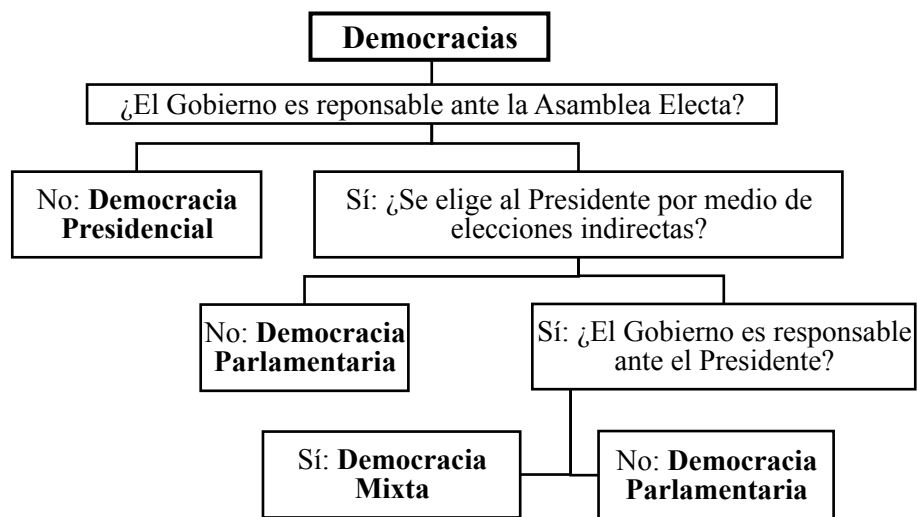 Democracias
¿El Gobierno es reponsable ante la Asamblea Electa?
No: Democracia
Presidencial
Sí: ¿Se elige al Presidente por medio de
elecciones indirectas?
No: Democracia
Parlamentaria
Sí: ¿El Gobierno es responsable
ante el Presidente?
Sí: Democracia
Mixta
No: Democracia
Parlamentaria